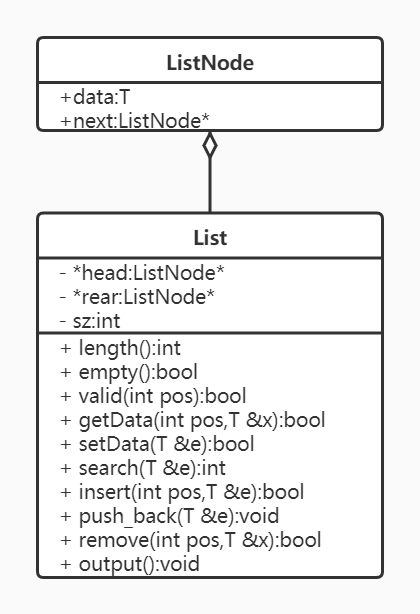 ListNode
+data:T
+next:ListNode*
List
- *head:ListNode*
- *rear:ListNode*
- sz:int
+ length():int
+ empty():bool
+ valid(int pos):bool
+ getData(int pos,T &x):bool
+ setData(T &e):bool
+ search(T &e):int
+ insert(int pos,T &e):bool
+ push_back(T &e):void
+ remove(int pos,T &x):bool
+ output():void